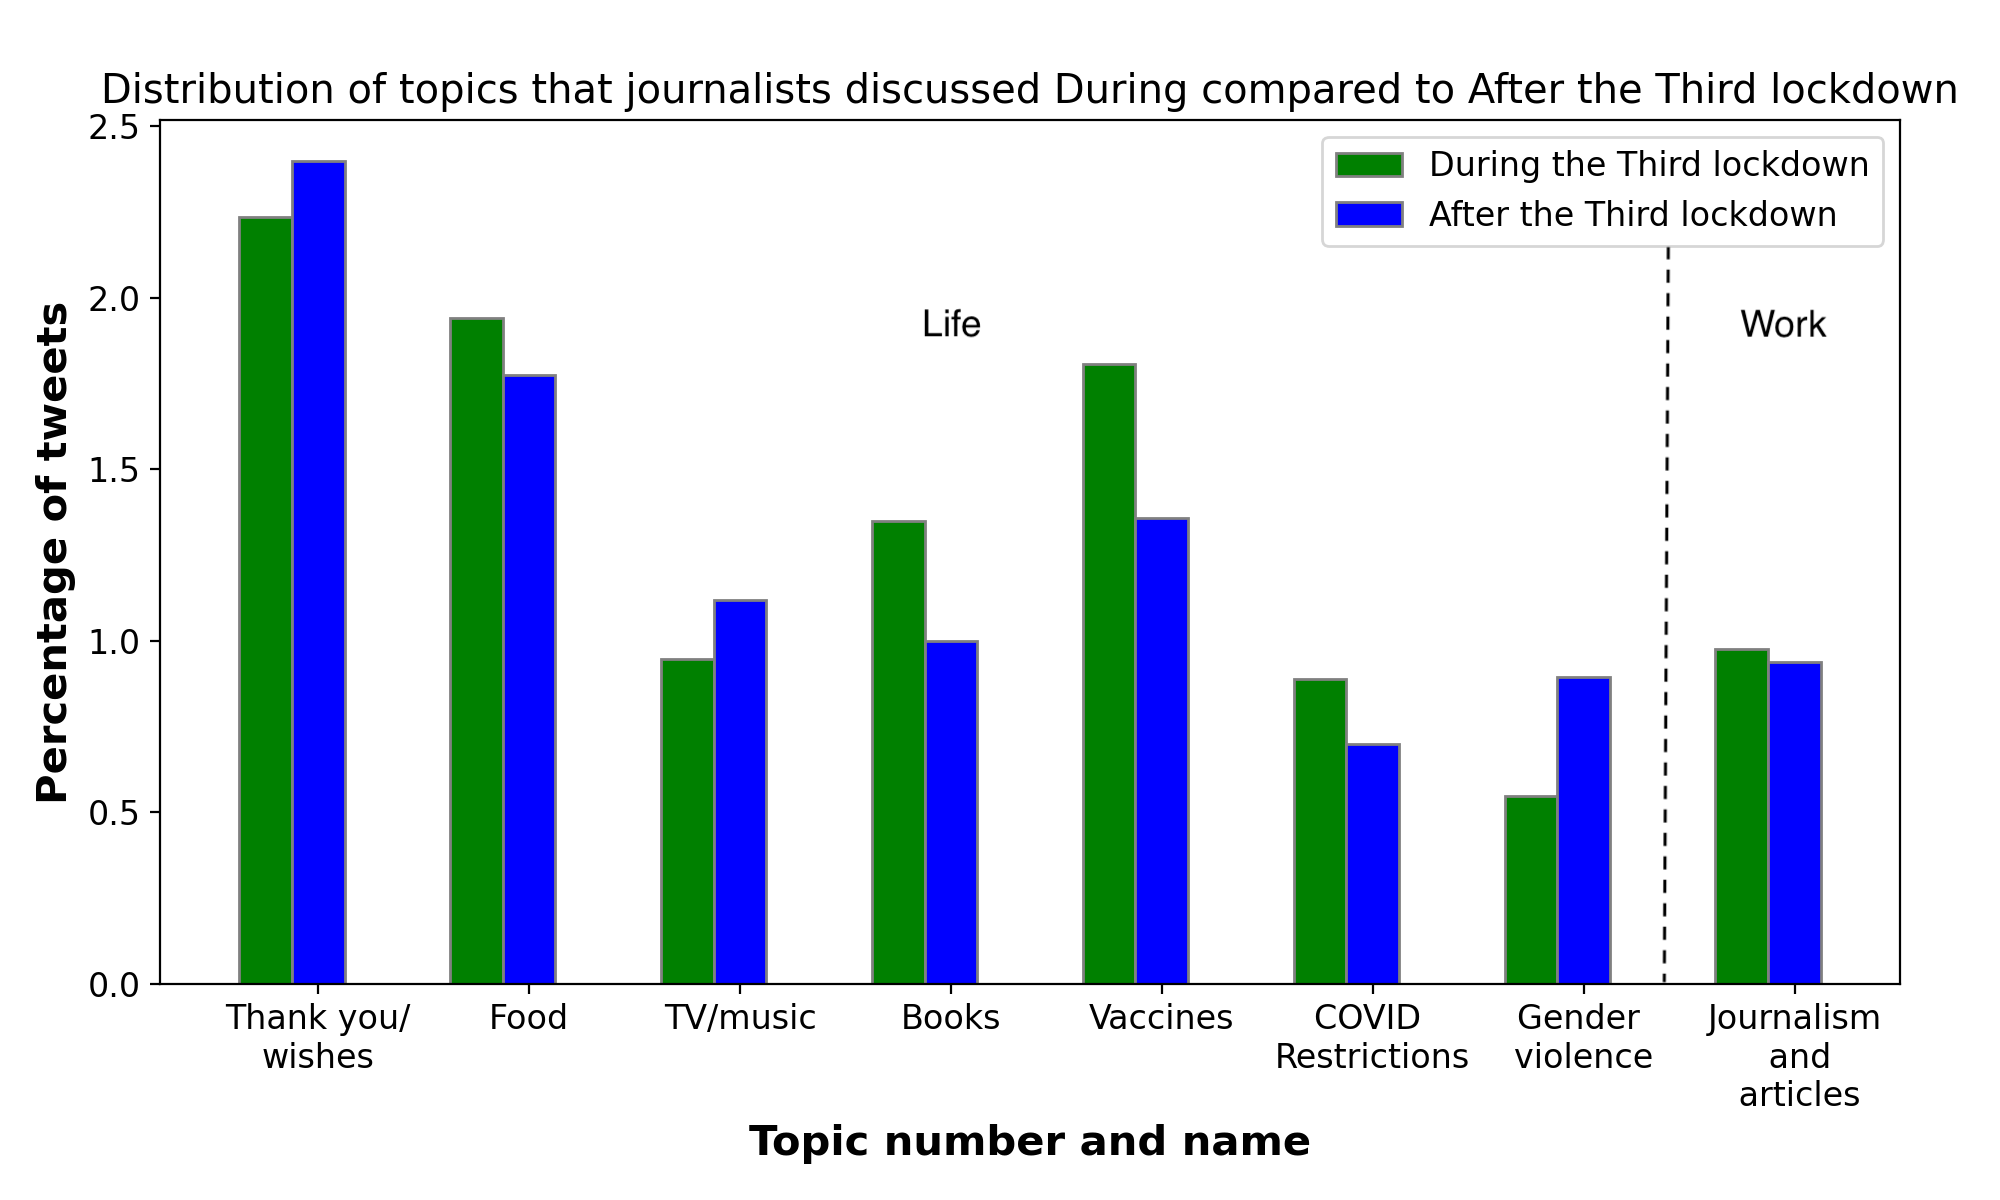 Distribution of topics that journalists discussed During compared to After the Third lockdown
During the Third lockdown
After the Third lockdown
Life
Work
Percentage of tweets
2.5
2.0
1.5
1.0
0.5
0.0
Thank you/
wishes
Food
TV/music
Books
Vaccines
COVID
Restrictions
Gender
violence
Journalism
and
articles
Topic number and name